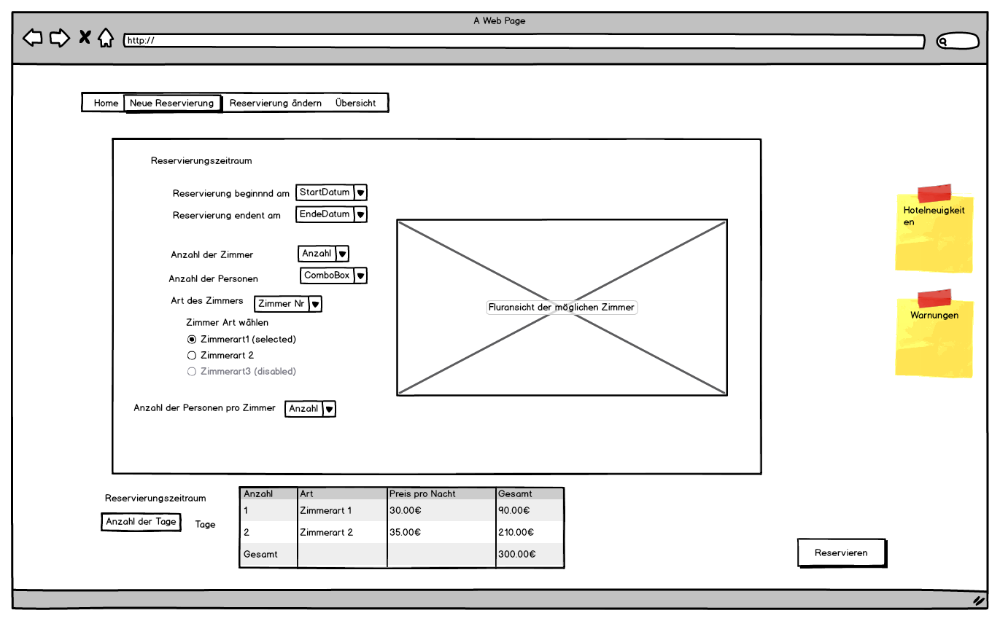 A Web Page
http://
Home Neue Reservierung Reservierung ändern Übersicht
Reservierungszeitraum
Reservierung beginnnd am StartDatum
Reservierung endent am EndeDatum
Anzahl der Zimmer Anzahl
Anzahl der Personen ComboBox
Art des Zimmers Zimmer Nr
Zimmer Art wählen
Zimmerart1 (selected)
Zimmerart 2
Zimmerart3 (disabled)
Anzahl der Personen pro Zimmer Anzahl
Fluransicht der möglichen Zimmer
Hotelneuigkeit
en
Warnungen
Reservierungszeitraum
Anzahl der Tage Tage
Anzahl Art Preis pro Nacht Gesamt
1 Zimmerart 1 30.00€ 90.00€
2 Zimmerart 2 35.00€ 210.00€
Gesamt 300.00€
Reservieren